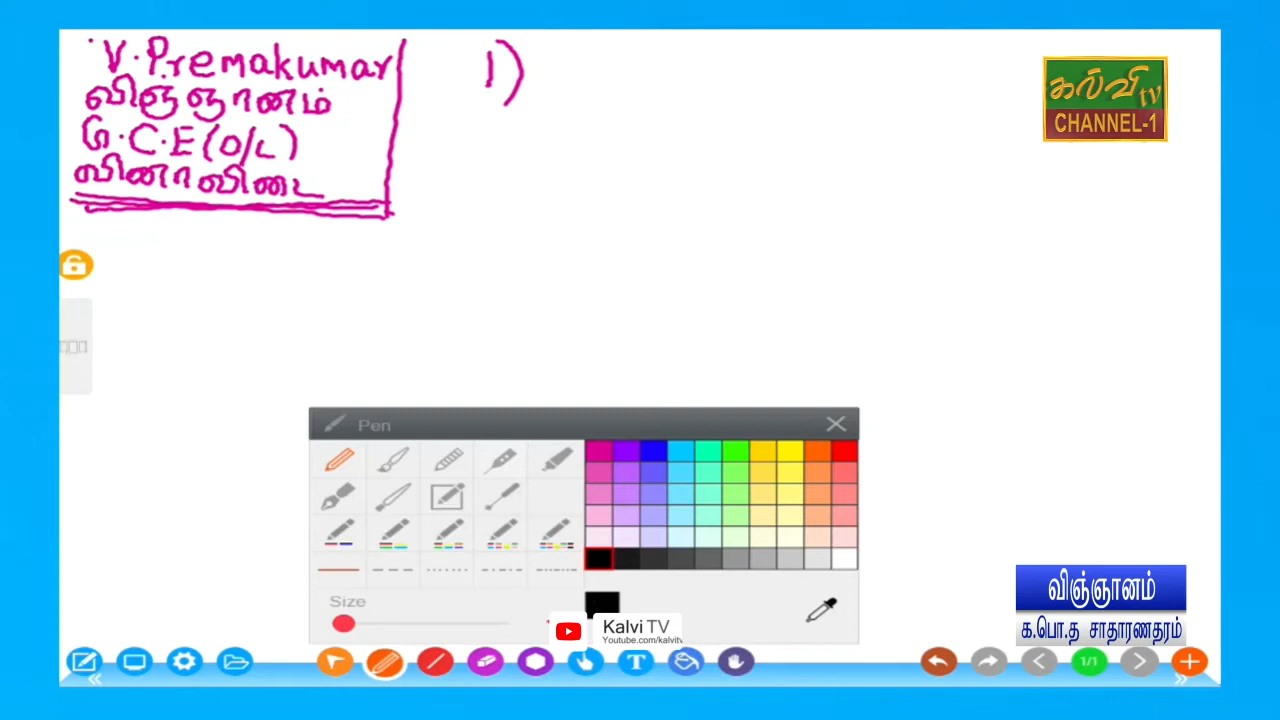 V. Premakumar
விஞ்ஞானம்
G.C.E (O/L)
வினாவிடை
1)
கல்வி tv
CHANNEL-1
Pen
Size
Kalvi TV
Youtube.com/kalvitv
விஞ்ஞானம்
க.பொ.த சாதாரணதரம்
T
1/1